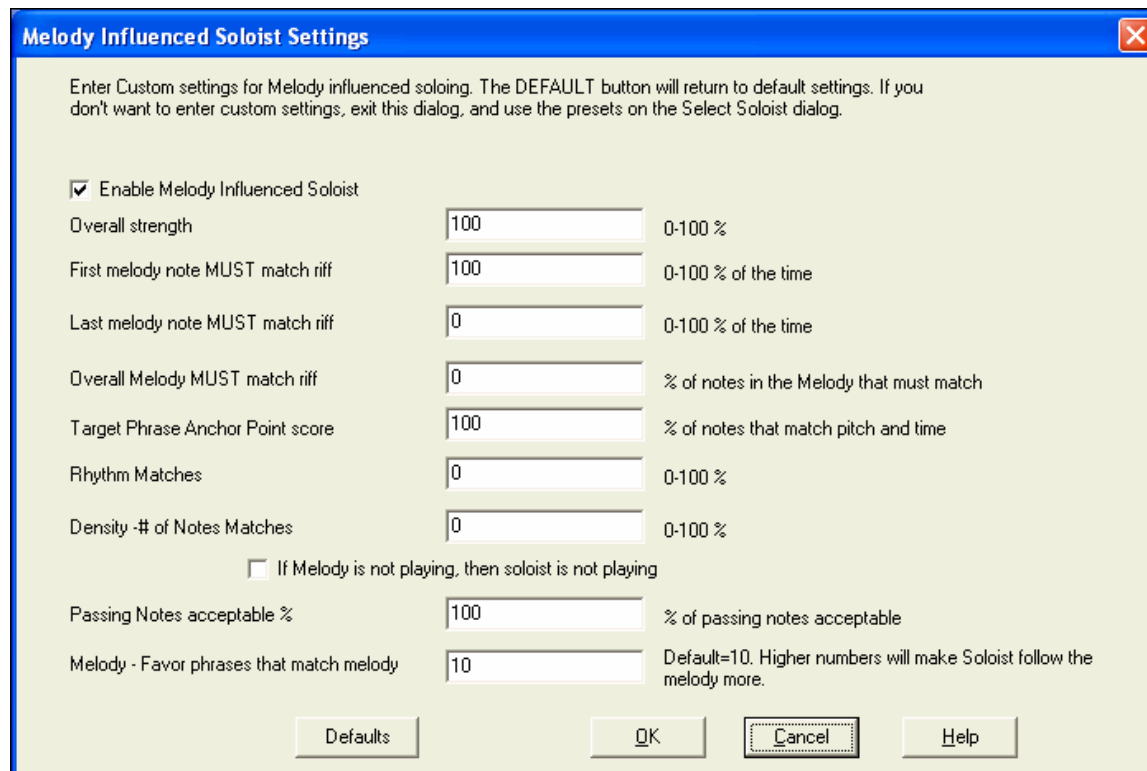 Melody Influenced Soloist Settings
Enter Custom settings for Melody influenced soloing. The DEFAULT button will return to default settings. If you
don't want to enter custom settings, exit this dialog, and use the presets on the Select Soloist dialog.
Enable Melody Influenced Soloist
Overall strength 100 0-100 %
First melody note MUST match riff 100 0-100 % of the time
Last melody note MUST match riff 0 0-100 % of the time
Overall Melody MUST match riff 0 % of notes in the Melody that must match
Target Phrase Anchor Point score 100 % of notes that match pitch and time
Rhythm Matches 0 0-100 %
Density -# of Notes Matches 0 0-100 %
If Melody is not playing, then soloist is not playing
Passing Notes acceptable % 100 % of passing notes acceptable
Melody - Favor phrases that match melody 10 Default=10. Higher numbers will make Soloist follow the
melody more.
Defaults OK Cancel Help